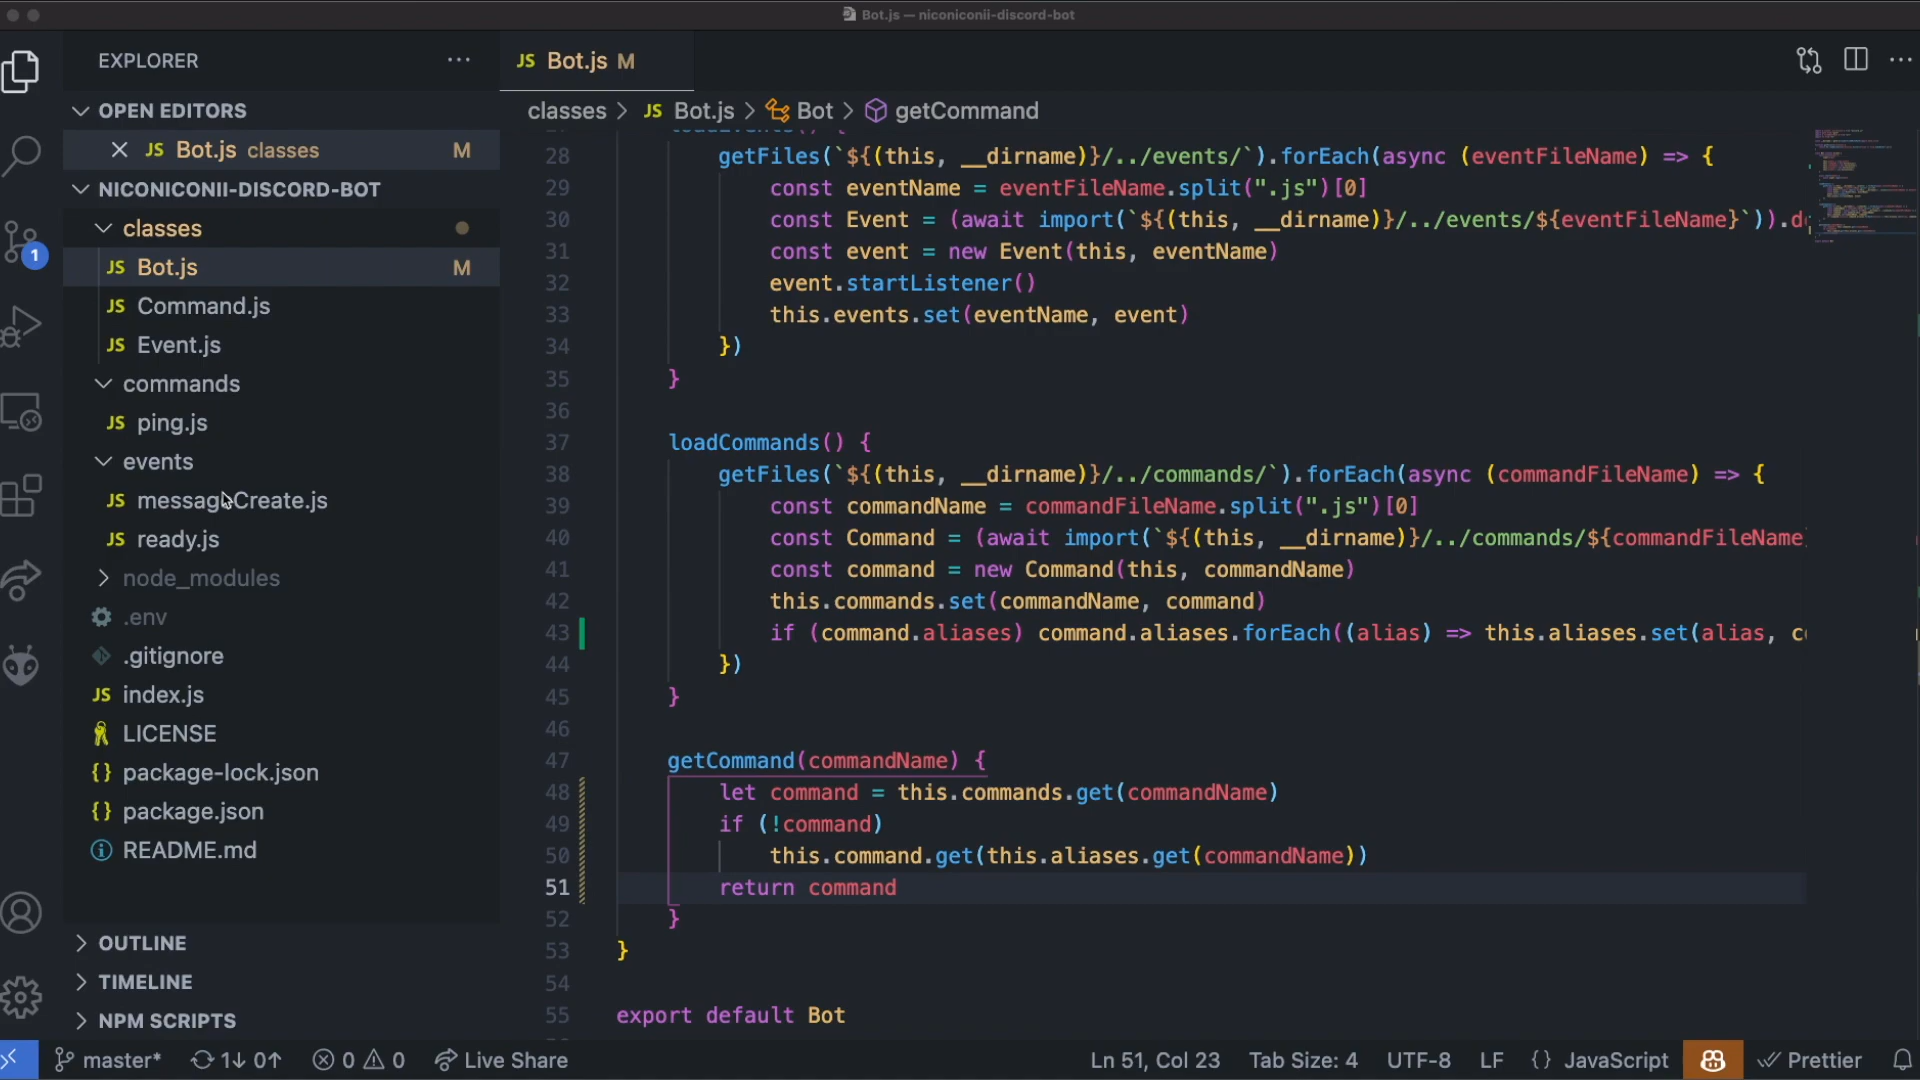 Bot.js — niconiconii-discord-bot
EXPLORER
JS Bot.js M
OPEN EDITORS
JS Bot.js classes M
NICONICONII-DISCORD-BOT
classes
JS Bot.js M
JS Command.js
JS Event.js
commands
JS ping.js
events
JS messageCreate.js
JS ready.js
node_modules
.env
.gitignore
JS index.js
LICENSE
{} package-lock.json
{} package.json
README.md
OUTLINE
TIMELINE
NPM SCRIPTS
1
classes > JS Bot.js > Bot > getCommand
28 getFiles(`${(this, __dirname)}/../events/`).forEach(async (eventFileName) => {
29 const eventName = eventFileName.split(".js")[0]
30 const Event = (await import(`${(this, __dirname)}/../events/${eventFileName}`)).d
31 const event = new Event(this, eventName)
32 event.startListener()
33 this.events.set(eventName, event)
34 })
35 }
36
37 loadCommands() {
38 getFiles(`${(this, __dirname)}/../commands/`).forEach(async (commandFileName) => {
39 const commandName = commandFileName.split(".js")[0]
40 const Command = (await import(`${(this, __dirname)}/../commands/${commandFileName
41 const command = new Command(this, commandName)
42 this.commands.set(commandName, command)
43 if (command.aliases) command.aliases.forEach((alias) => this.aliases.set(alias, c
44 })
45 }
46
47 getCommand(commandName) {
48 let command = this.commands.get(commandName)
49 if (!command)
50 this.command.get(this.aliases.get(commandName))
51 return command
52 }
53 }
54
55 export default Bot
master* 1↓ 0↑ 0 0 Live Share Ln 51, Col 23 Tab Size: 4 UTF-8 LF {} JavaScript Prettier